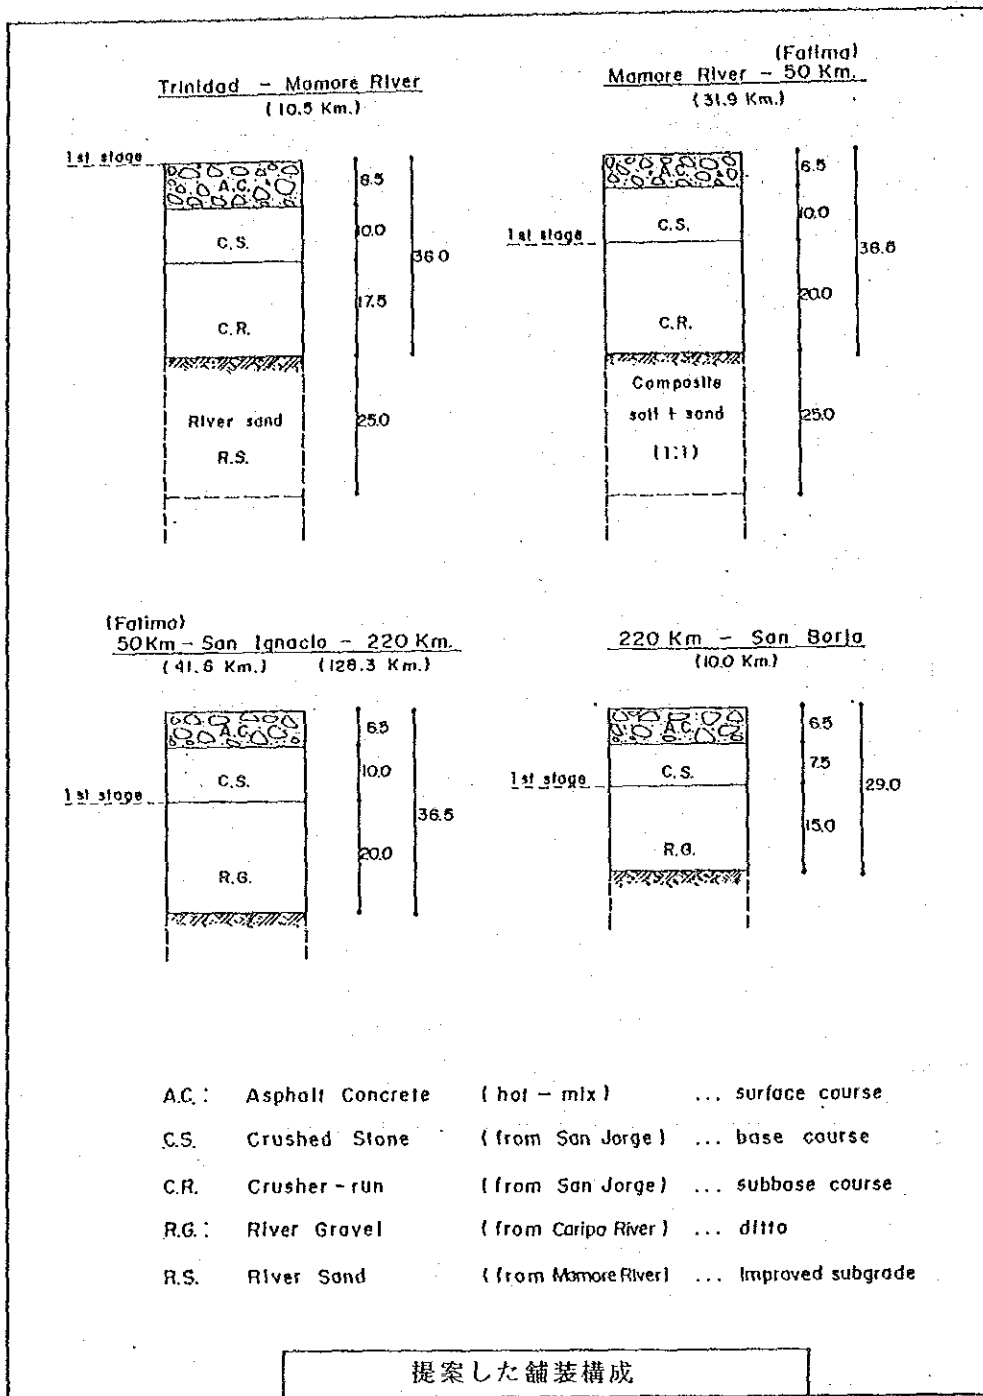 Trinidad - Mamore River
(10.5 Km.)
1st stage
A.C.
C.S.
C.R.
River sand
R.S.
8.5
10.0
17.5
25.0
36.0
(Fatima)
Mamore River - 50 Km.
(31.9 Km.)
1st stage
A.C.
C.S.
C.R.
Composite
soil + sand
(1:1)
6.5
10.0
20.0
25.0
(Fatima)
50Km - San Ignacio - 220 Km.
(41.6 Km.) (128.3 Km.)
1st stage
A.C.
C.S.
R.G.
6.5
10.0
20.0
36.5
220 Km - San Borja
(10.0 Km.)
1st stage
A.C.
C.S.
R.G.
6.5
7.5
15.0
29.0
A.C.: Asphalt Concrete (hot - mix) ... surface course
C.S. Crushed Stone (from San Jorge) ... base course
C.R. Crusher - run (from San Jorge) ... subbase course
R.G.: River Gravel (from Caripo River) ... ditto
R.S. River Sand (from Mamore River) ... Improved subgrade
提案した舗装構成